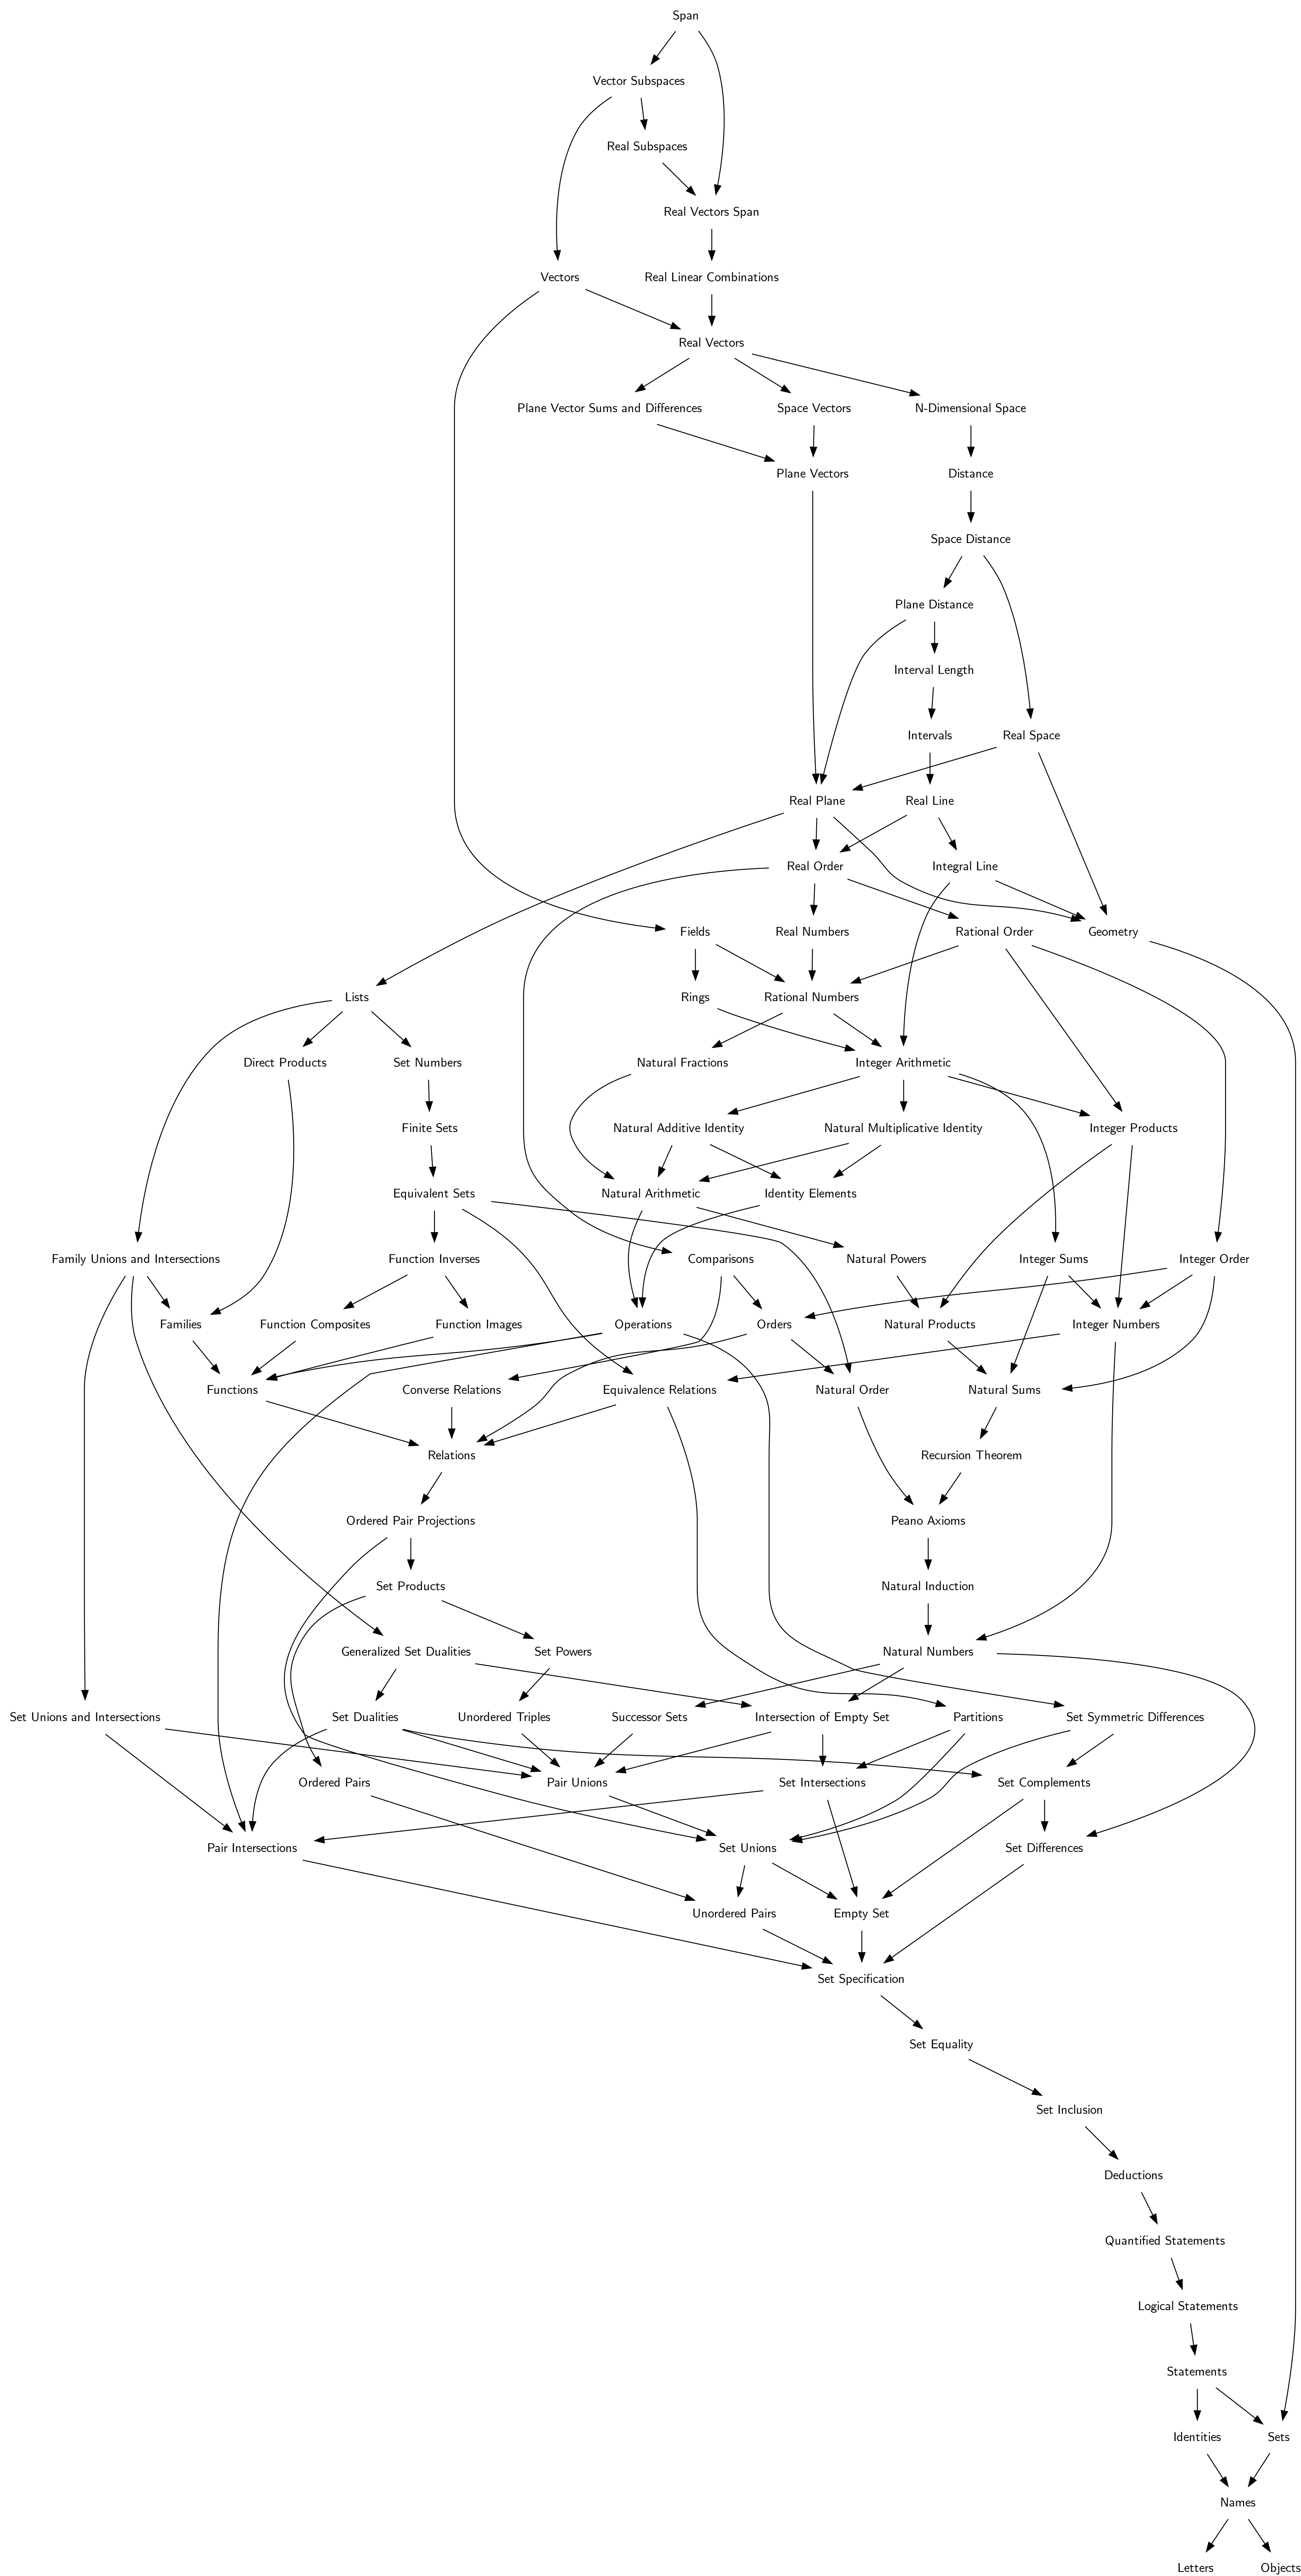 Span
Vector Subspaces
Real Subspaces
Real Vectors Span
Vectors
Real Linear Combinations
Real Vectors
Plane Vector Sums and Differences
Space Vectors
N-Dimensional Space
Plane Vectors
Distance
Space Distance
Plane Distance
Interval Length
Intervals
Real Space
Real Plane
Real Line
Real Order
Integral Line
Fields
Real Numbers
Rational Order
Geometry
Lists
Rings
Rational Numbers
Direct Products
Set Numbers
Natural Fractions
Integer Arithmetic
Finite Sets
Natural Additive Identity
Natural Multiplicative Identity
Integer Products
Equivalent Sets
Natural Arithmetic
Identity Elements
Family Unions and Intersections
Function Inverses
Comparisons
Natural Powers
Integer Sums
Integer Order
Families
Function Composites
Function Images
Operations
Orders
Natural Products
Integer Numbers
Functions
Converse Relations
Equivalence Relations
Natural Order
Natural Sums
Relations
Recursion Theorem
Ordered Pair Projections
Peano Axioms
Set Products
Natural Induction
Generalized Set Dualities
Set Powers
Natural Numbers
Set Unions and Intersections
Set Dualities
Unordered Triples
Successor Sets
Intersection of Empty Set
Partitions
Set Symmetric Differences
Ordered Pairs
Pair Unions
Set Intersections
Set Complements
Pair Intersections
Set Unions
Set Differences
Unordered Pairs
Empty Set
Set Specification
Set Equality
Set Inclusion
Deductions
Quantified Statements
Logical Statements
Statements
Identities
Sets
Names
Letters
Objects